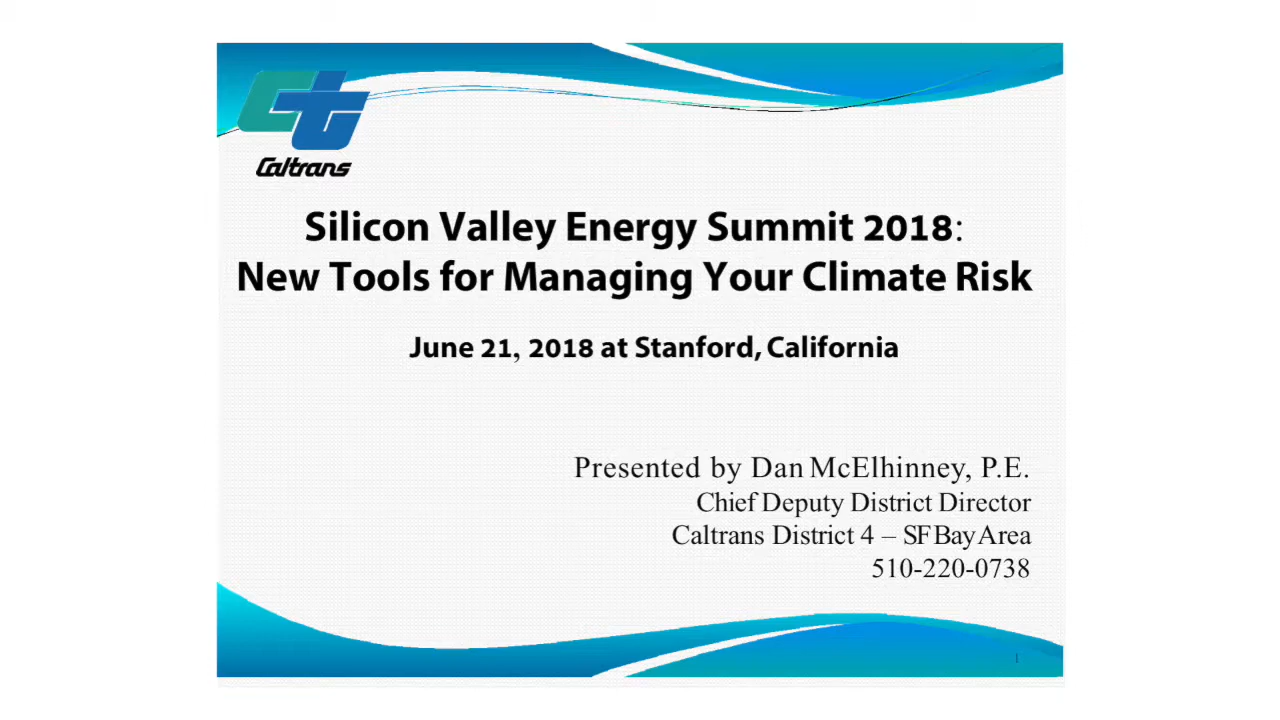 Caltrans
Silicon Valley Energy Summit 2018:
New Tools for Managing Your Climate Risk
June 21, 2018 at Stanford, California
Presented by Dan McElhinney, P.E.
Chief Deputy District Director
Caltrans District 4 – SF Bay Area
510-220-0738
1